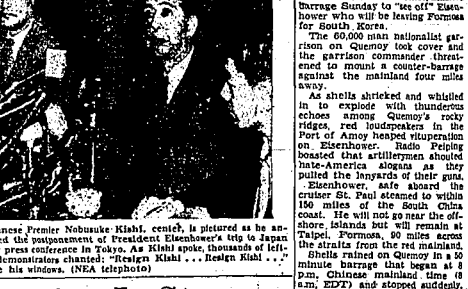 anese Premier Nobusuke Kishi, center, is pictured as he an-
ed the postponement of President Eisenhower's trip to Japan
press conference in Tokyo. As Kishi spoke, thousands of left-
demonstrators chanted: "Resign Kishi . . . Resign Kishi . . ."
e his windows. (NEA telephoto)
barrage Sunday to "see off" Eisen-
hower who will be leaving Formosa
for South Korea.
The 60,000 man nationalist gar-
rison on Quemoy took cover and
the garrison commander threat-
ened to mount a counter-barrage
against the mainland four miles
away.
As shells shrieked and whistled
in to explode with thunderous
echoes among Quemoy's rocky
ridges, red loudspeakers in the
Port of Amoy heaped vituperation
on Eisenhower. Radio Peiping
boasted that artillerymen shouted
hate-America slogans as they
pulled the lanyards of their guns.
Eisenhower, safe aboard the
cruiser St. Paul steamed to within
150 miles of the South China
coast. He will not go near the off-
shore islands but will remain at
Taipei, Formosa, 90 miles across
the straits from the red mainland.
Shells rained on Quemoy in a 50
minute barrage that began at 8
p.m. Chinese mainland time (8
a.m. EDT) and stopped suddenly.